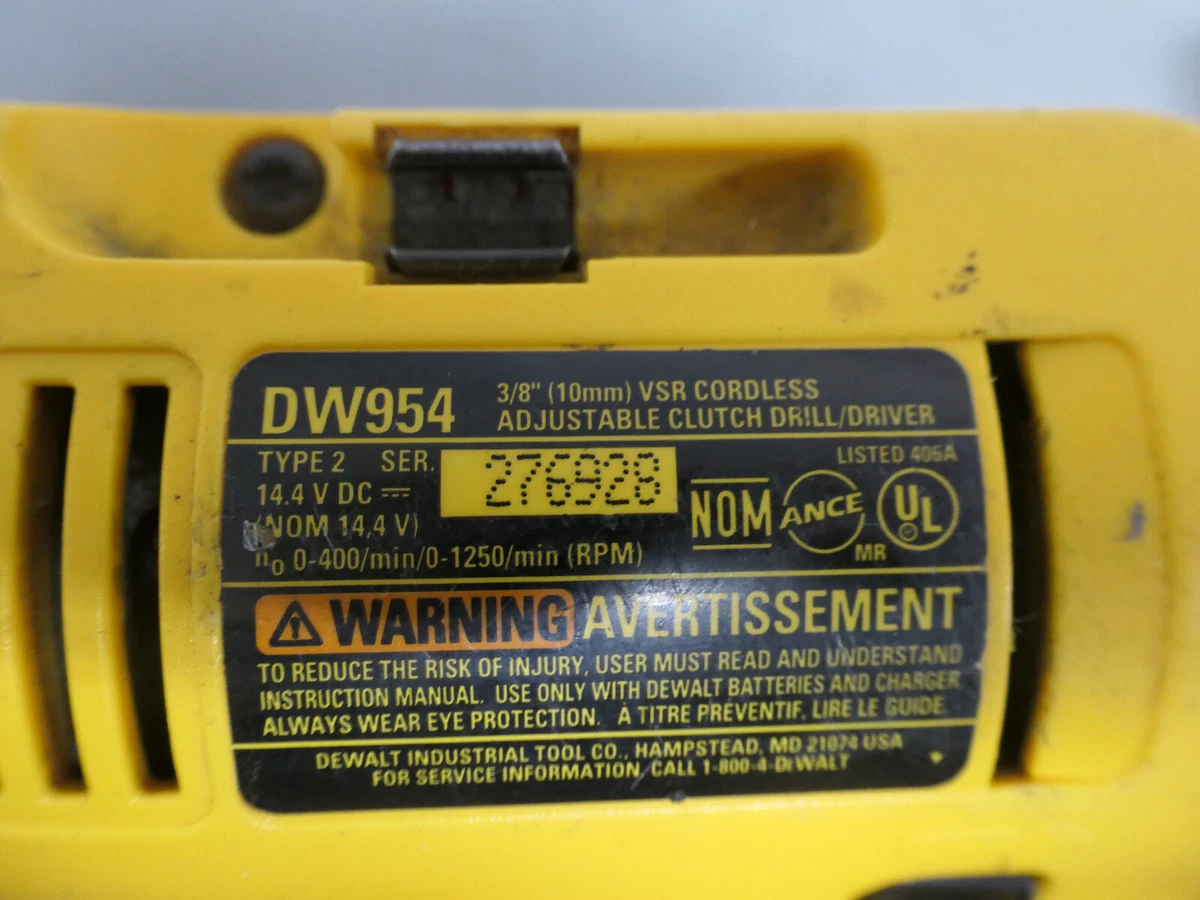 DW954 3/8" (10mm) VSR CORDLESS
ADJUSTABLE CLUTCH DRILL/DRIVER
TYPE 2 SER. 276928 LISTED 406A
14.4 V DC ⎓
(NOM 14,4 V)
NOM ANCE UL
MR
n₀ 0-400/min/0-1250/min (RPM)
WARNING AVERTISSEMENT
TO REDUCE THE RISK OF INJURY, USER MUST READ AND UNDERSTAND
INSTRUCTION MANUAL. USE ONLY WITH DEWALT BATTERIES AND CHARGER.
ALWAYS WEAR EYE PROTECTION. À TITRE PREVENTIF, LIRE LE GUIDE.
DEWALT INDUSTRIAL TOOL CO., HAMPSTEAD, MD 21074 USA
FOR SERVICE INFORMATION, CALL 1-800-4-DEWALT